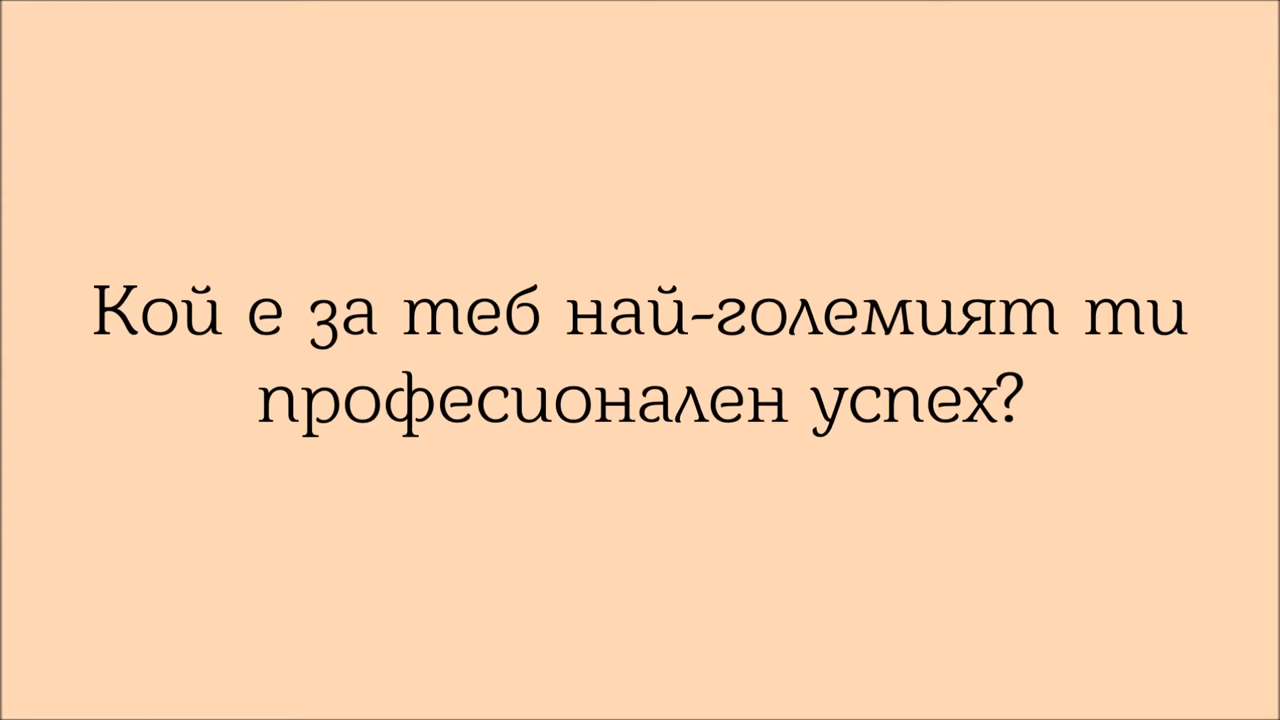 Кой е за теб най-големият ти
професионален успех?